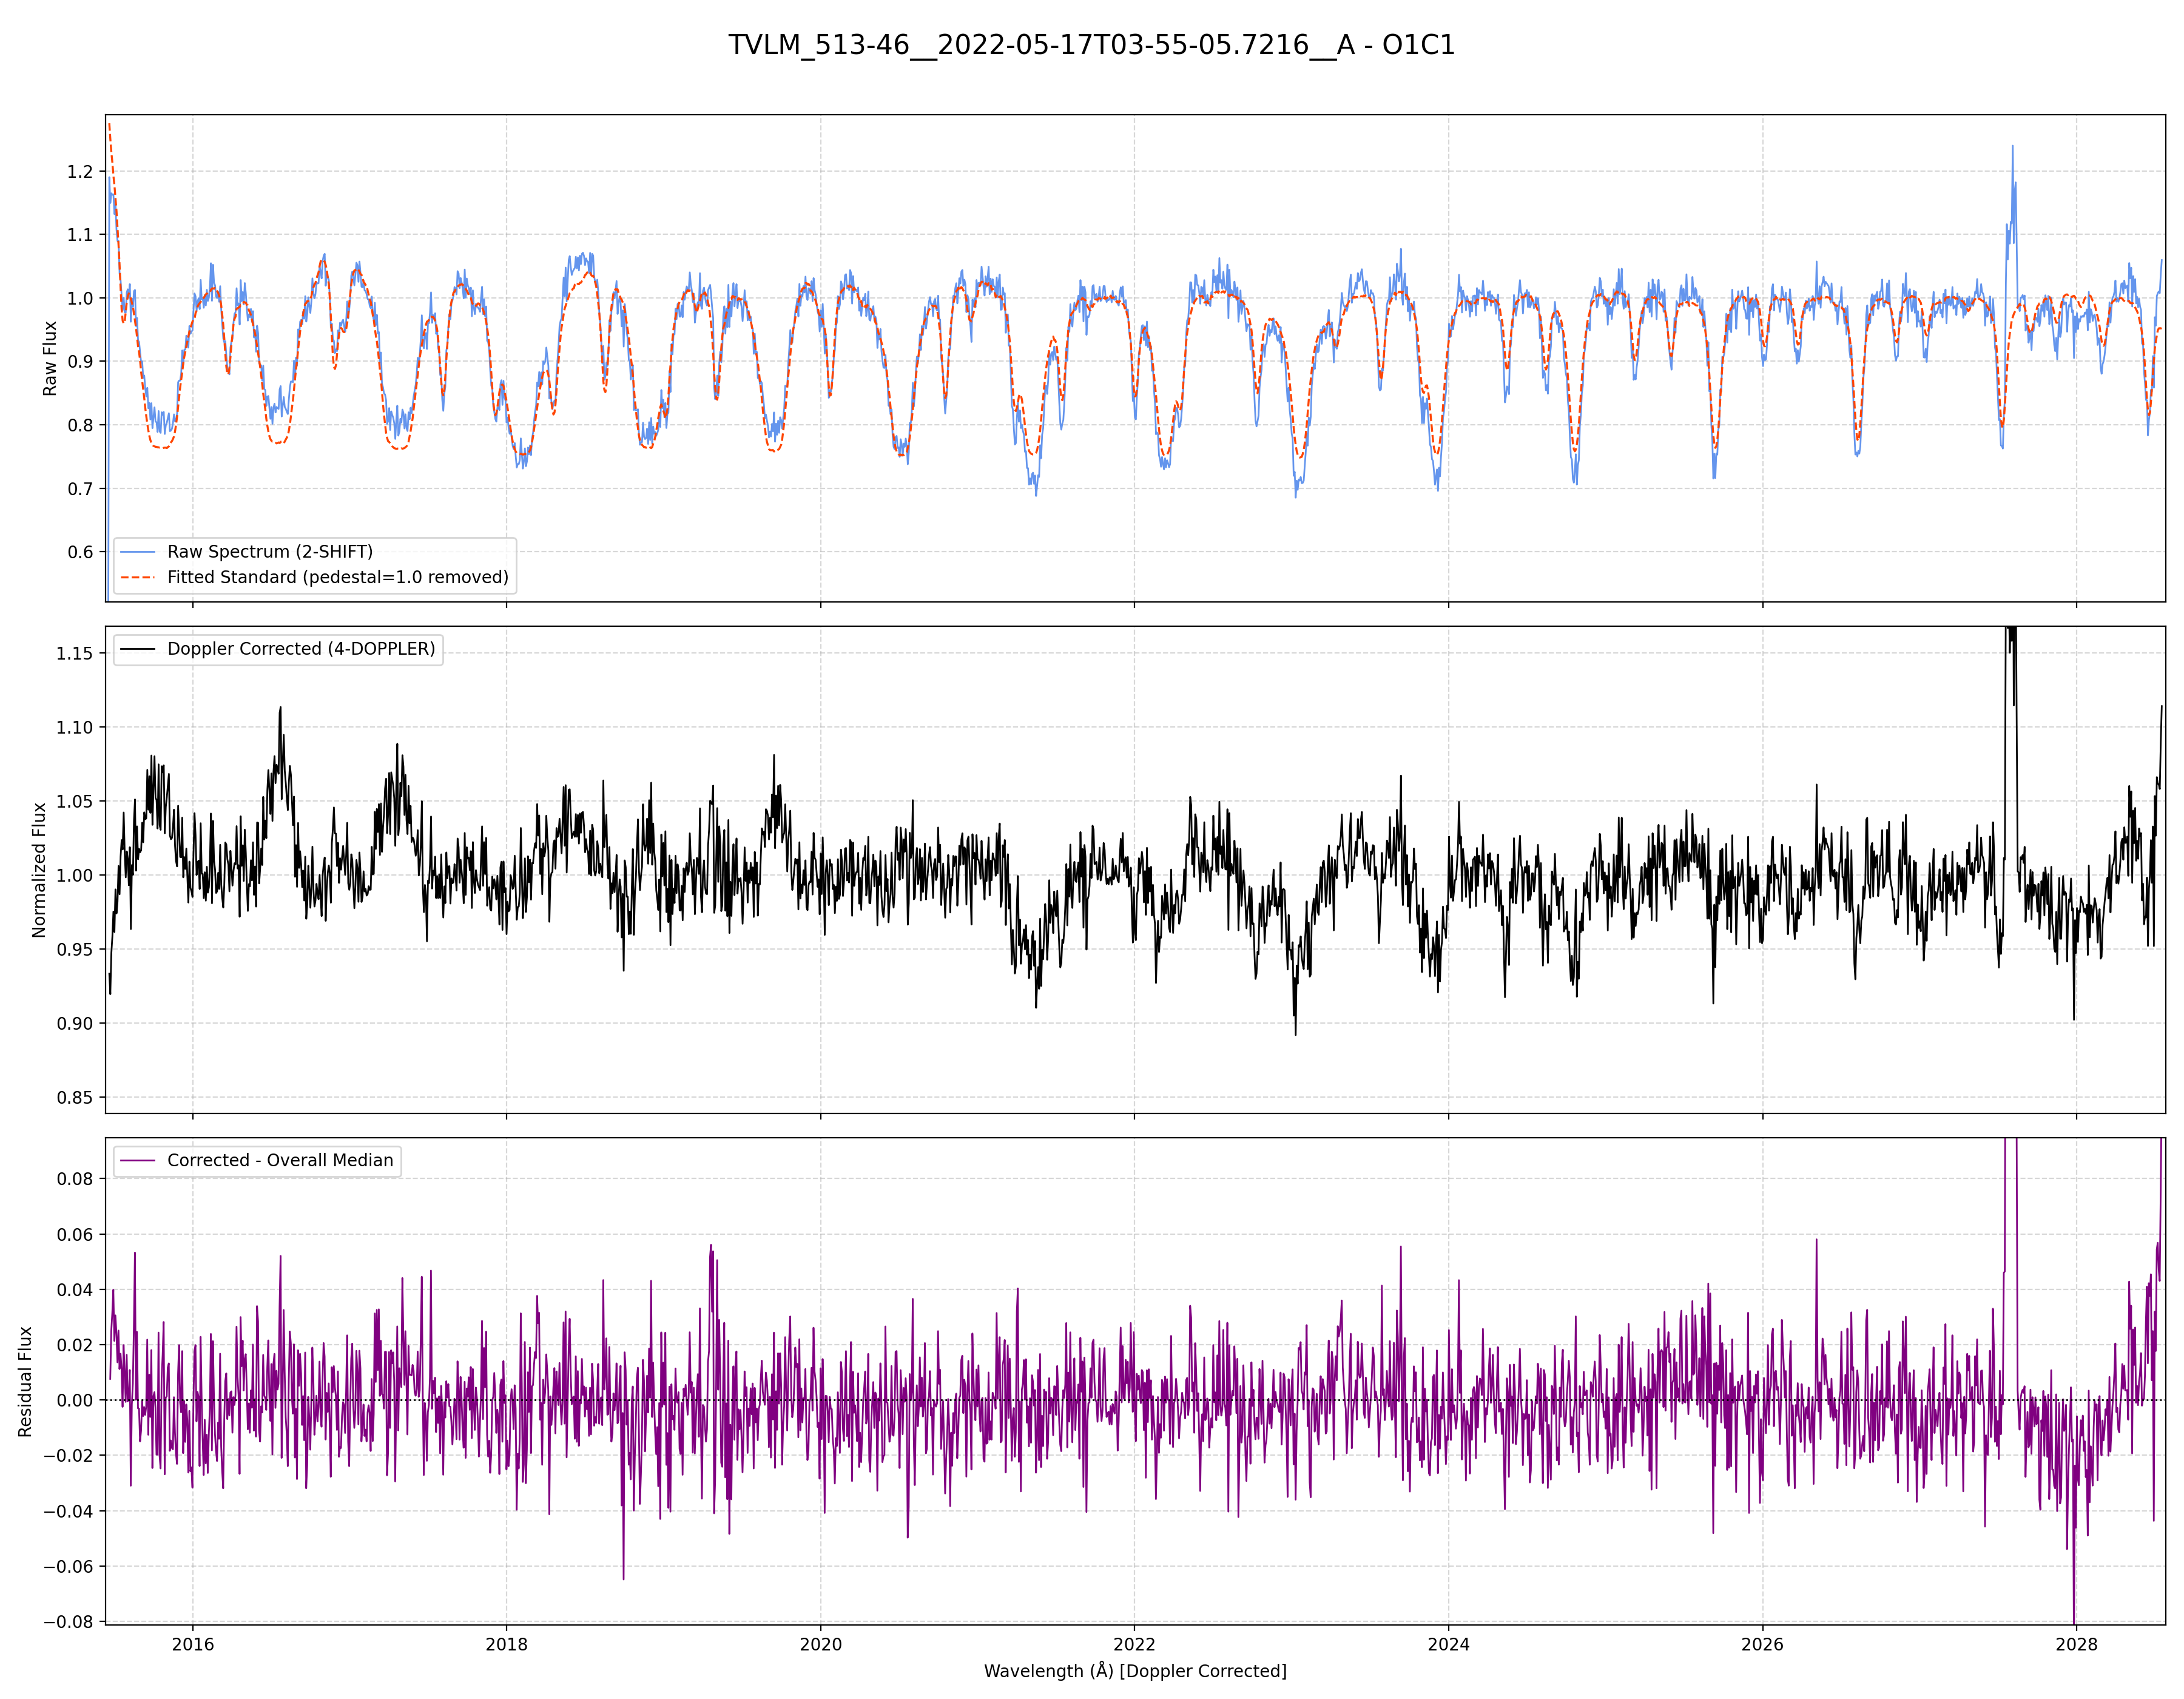 TVLM_513-46__2022-05-17T03-55-05.7216__A - O1C1
Raw Flux
1.2
1.1
1.0
0.9
0.8
0.7
0.6
Raw Spectrum (2-SHIFT)
Fitted Standard (pedestal=1.0 removed)
Normalized Flux
1.15
1.10
1.05
1.00
0.95
0.90
0.85
Doppler Corrected (4-DOPPLER)
Residual Flux
0.08
0.06
0.04
0.02
0.00
−0.02
−0.04
−0.06
−0.08
Corrected - Overall Median
2016 2018 2020 2022 2024 2026 2028
Wavelength (Å) [Doppler Corrected]